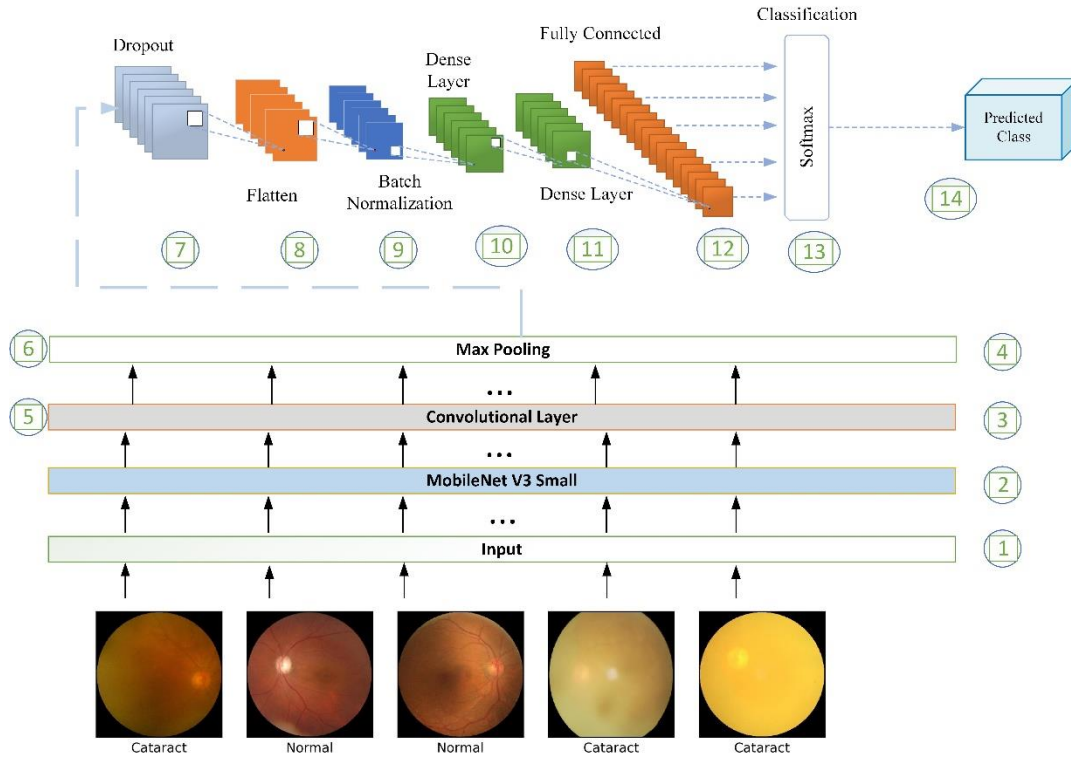 Classification
Fully Connected
Dropout
Dense
Layer
Softmax
Predicted
Class
Flatten
Batch
Normalization
Dense Layer
7
8
9
10
11
12
13
14
6
Max Pooling
4
...
5
Convolutional Layer
3
...
MobileNet V3 Small
2
...
Input
1
Cataract
Normal
Normal
Cataract
Cataract